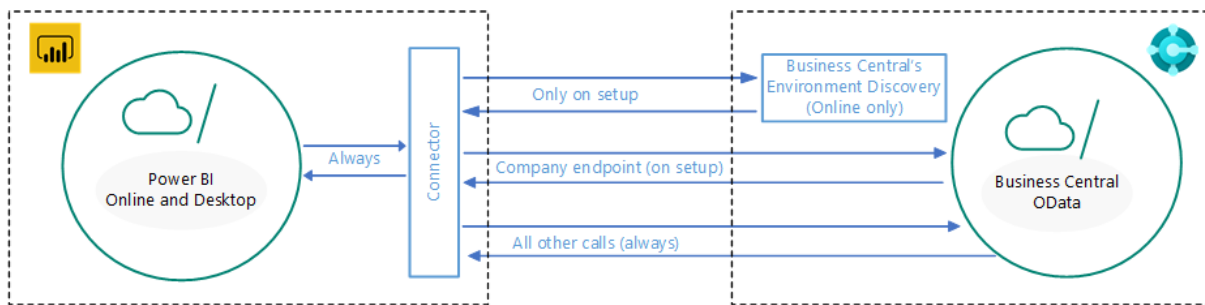 Power BI
Online and Desktop
Always
Connector
Only on setup
Business Central's
Environment Discovery
(Online only)
Company endpoint (on setup)
All other calls (always)
Business Central
OData